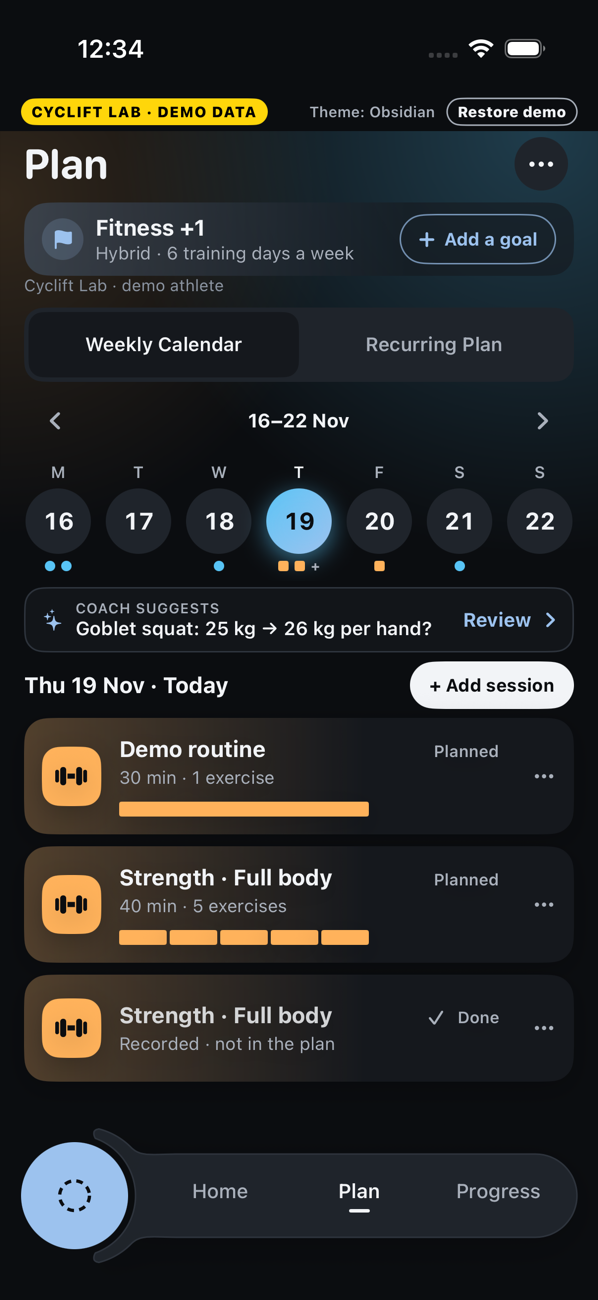 12:34
CYCLIFT LAB · DEMO DATA
Theme: Obsidian
Restore demo
Plan
Fitness +1
Hybrid · 6 training days a week
+ Add a goal
Cyclift Lab · demo athlete
Weekly Calendar
Recurring Plan
16–22 Nov
M T W T F S S
16 17 18 19 20 21 22
+
COACH SUGGESTS
Goblet squat: 25 kg → 26 kg per hand?
Review
Thu 19 Nov · Today
+ Add session
Demo routine
Planned
30 min · 1 exercise
Strength · Full body
Planned
40 min · 5 exercises
Strength · Full body
Done
Recorded · not in the plan
Home
Plan
Progress